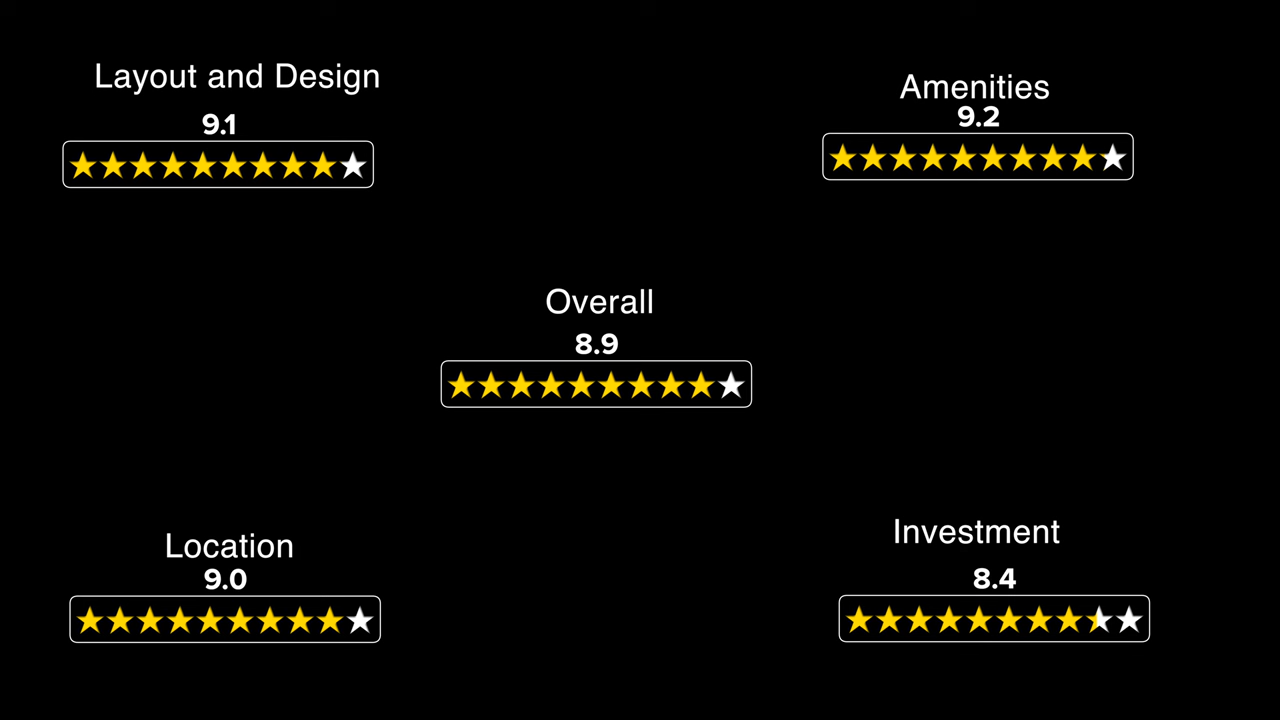 Layout and Design
9.1
Amenities
9.2
Overall
8.9
Location
9.0
Investment
8.4